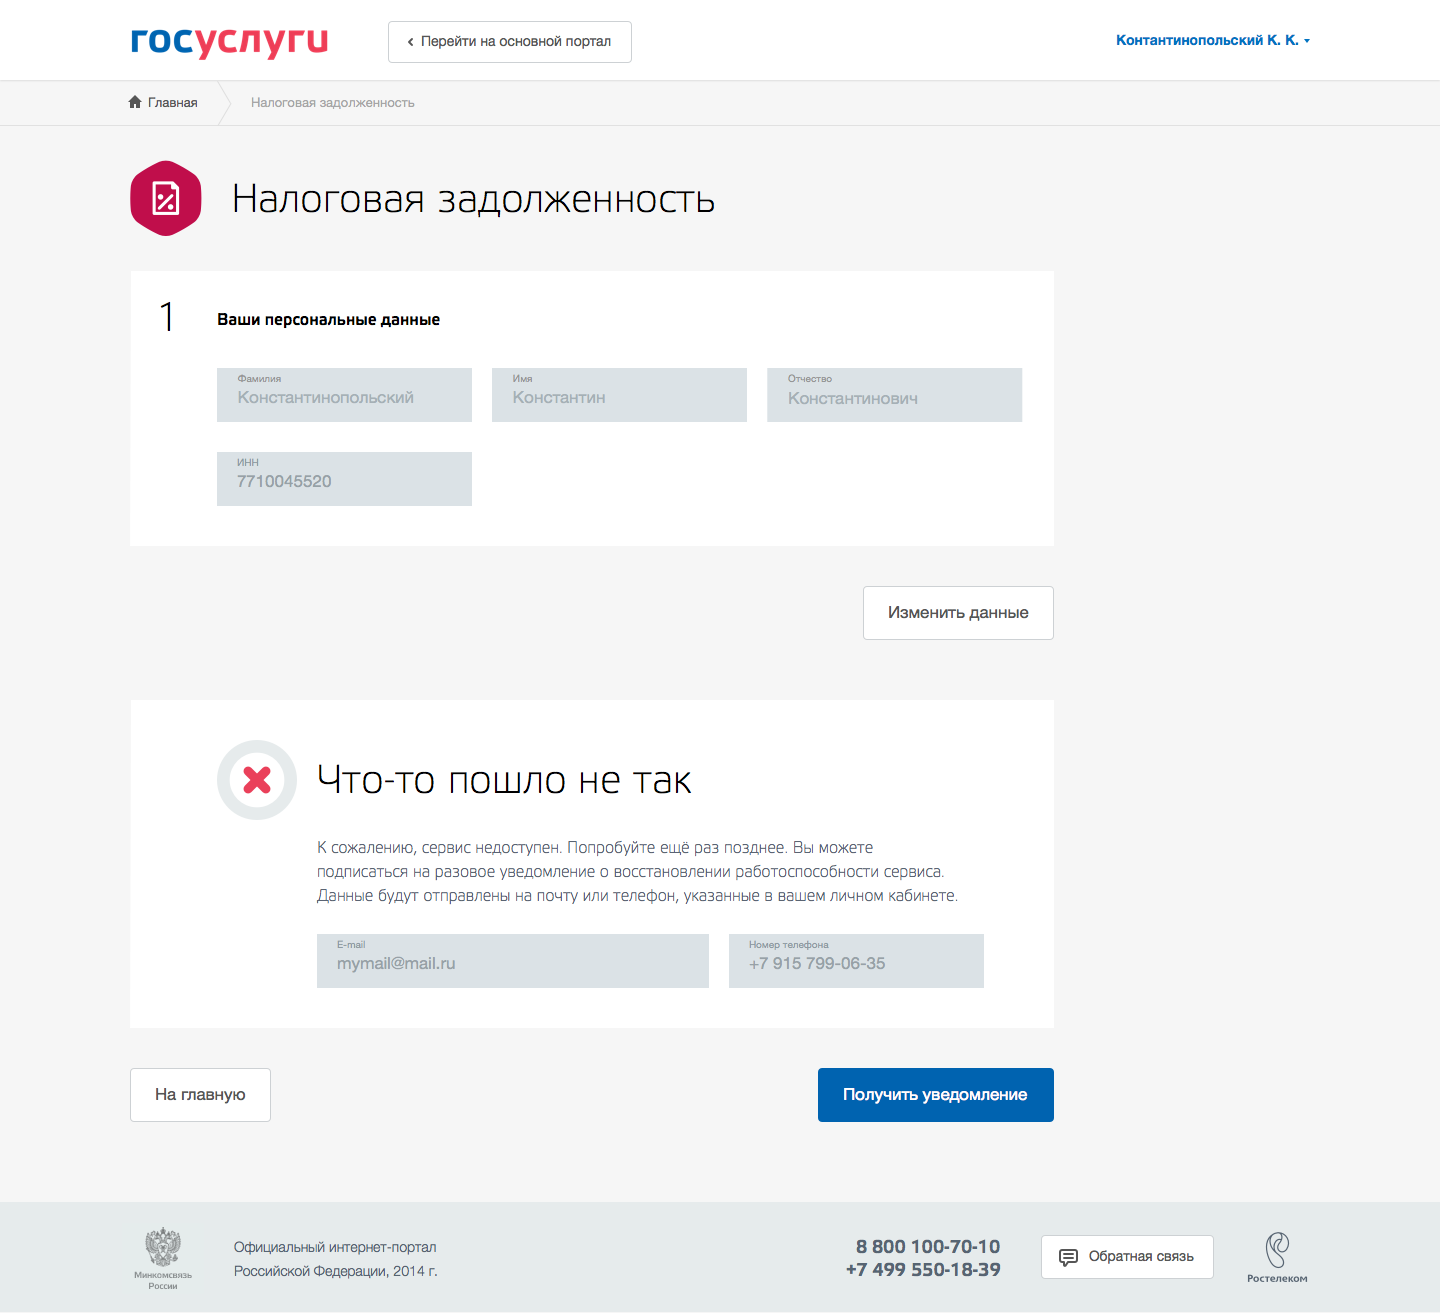 госуслуги
Перейти на основной портал
Контантинопольский К. К.
Главная
Налоговая задолженность
Налоговая задолженность
1
Ваши персональные данные
Фамилия
Константинопольский
Имя
Константин
Отчество
Константинович
ИНН
7710045520
Изменить данные
Что-то пошло не так
К сожалению, сервис недоступен. Попробуйте ещё раз позднее. Вы можете
подписаться на разовое уведомление о восстановлении работоспособности сервиса.
Данные будут отправлены на почту или телефон, указанные в вашем личном кабинете.
E-mail
mymail@mail.ru
Номер телефона
+7 915 799-06-35
На главную
Получить уведомление
Минкомсвязь
России
Официальный интернет-портал
Российской Федерации, 2014 г.
8 800 100-70-10
+7 499 550-18-39
Обратная связь
Ростелеком